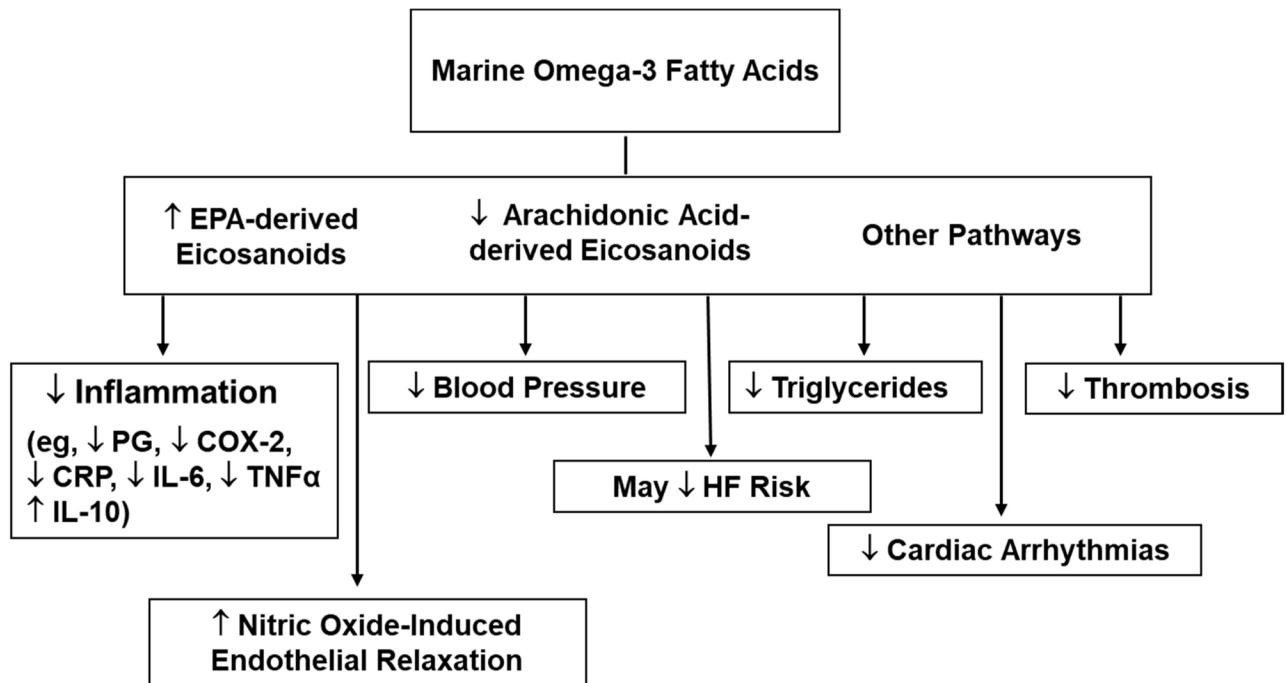 Marine Omega-3 Fatty Acids
↑ EPA-derived
Eicosanoids
↓ Arachidonic Acid-
derived Eicosanoids
Other Pathways
↓ Inflammation
(eg, ↓ PG, ↓ COX-2,
↓ CRP, ↓ IL-6, ↓ TNFα
↑ IL-10)
↓ Blood Pressure
↓ Triglycerides
↓ Thrombosis
May ↓ HF Risk
↓ Cardiac Arrhythmias
↑ Nitric Oxide-Induced
Endothelial Relaxation